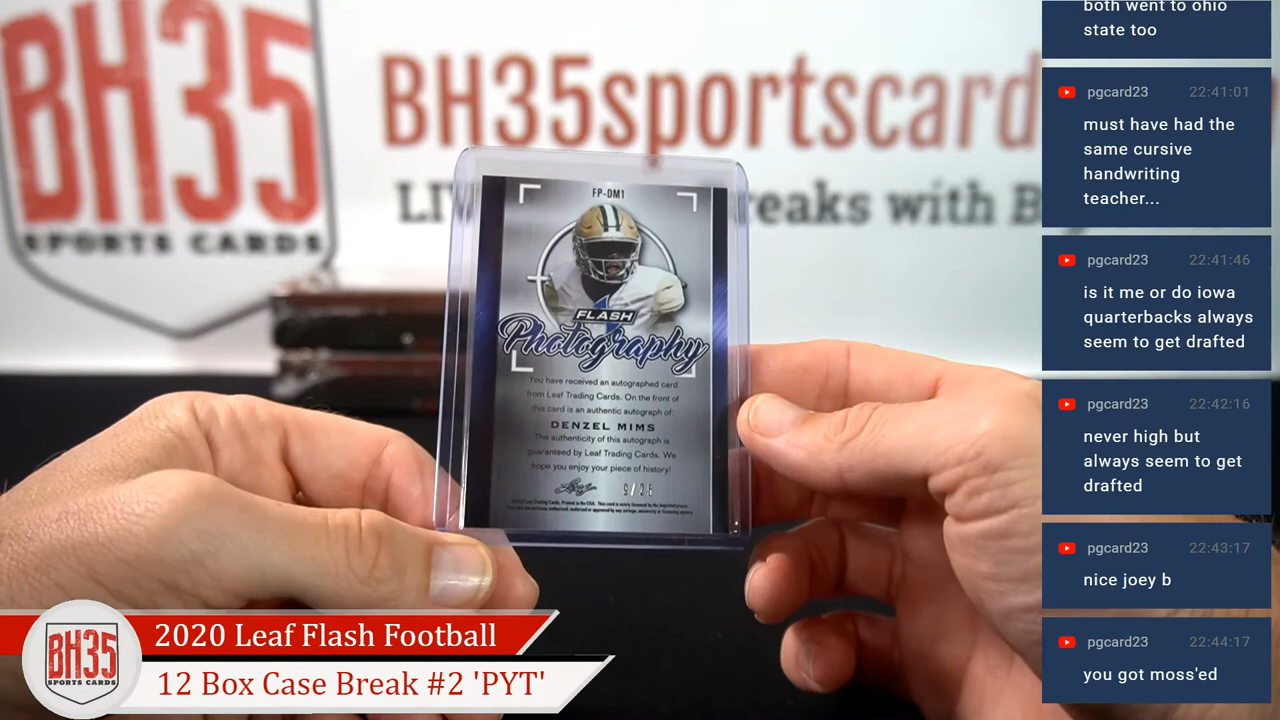 BH35
SPORTS CARDS
BH35sportscard
LI
reaks with B
FP-DM1
FLASH
Photography
You have received an autographed card
from Leaf Trading Cards. On the front of
this card is an authentic autograph of:
DENZEL MIMS
The authenticity of this autograph is
guaranteed by Leaf Trading Cards. We
hope you enjoy your piece of history!
Leaf
9/25
BH35
SPORTS CARDS
2020 Leaf Flash Football
12 Box Case Break #2 'PYT'
both went to ohio
state too
pgcard23 22:41:01
must have had the
same cursive
handwriting
teacher...
pgcard23 22:41:46
is it me or do iowa
quarterbacks always
seem to get drafted
pgcard23 22:42:16
never high but
always seem to get
drafted
pgcard23 22:43:17
nice joey b
pgcard23 22:44:17
you got moss'ed